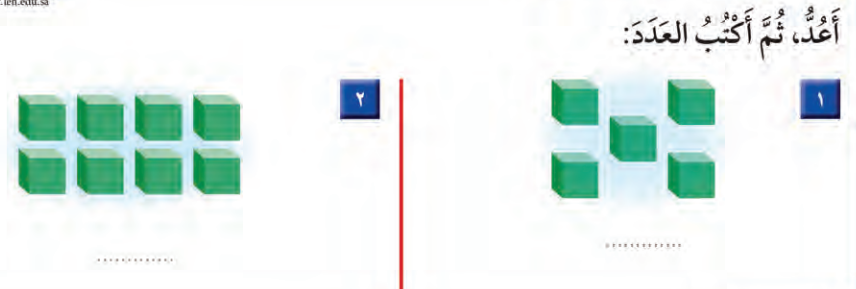 أَعُدُّ، ثُمَّ أَكْتُبُ العَدَدَ:
١
٢
.............
.............